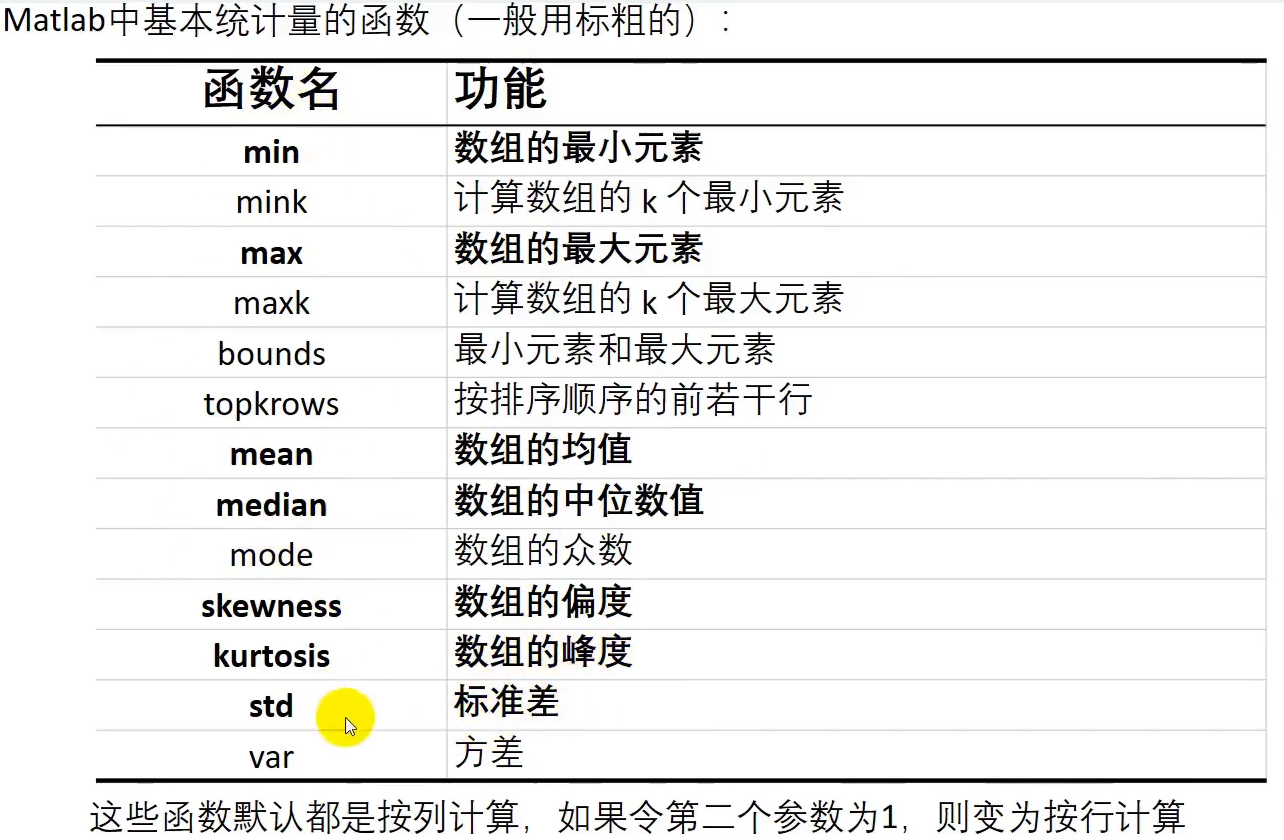 Matlab中基本统计量的函数（一般用标粗的）：
函数名 功能
min 数组的最小元素
mink 计算数组的 k 个最小元素
max 数组的最大元素
maxk 计算数组的 k 个最大元素
bounds 最小元素和最大元素
topkrows 按排序顺序的前若干行
mean 数组的均值
median 数组的中位数值
mode 数组的众数
skewness 数组的偏度
kurtosis 数组的峰度
std 标准差
var 方差
这些函数默认都是按列计算，如果令第二个参数为1，则变为按行计算